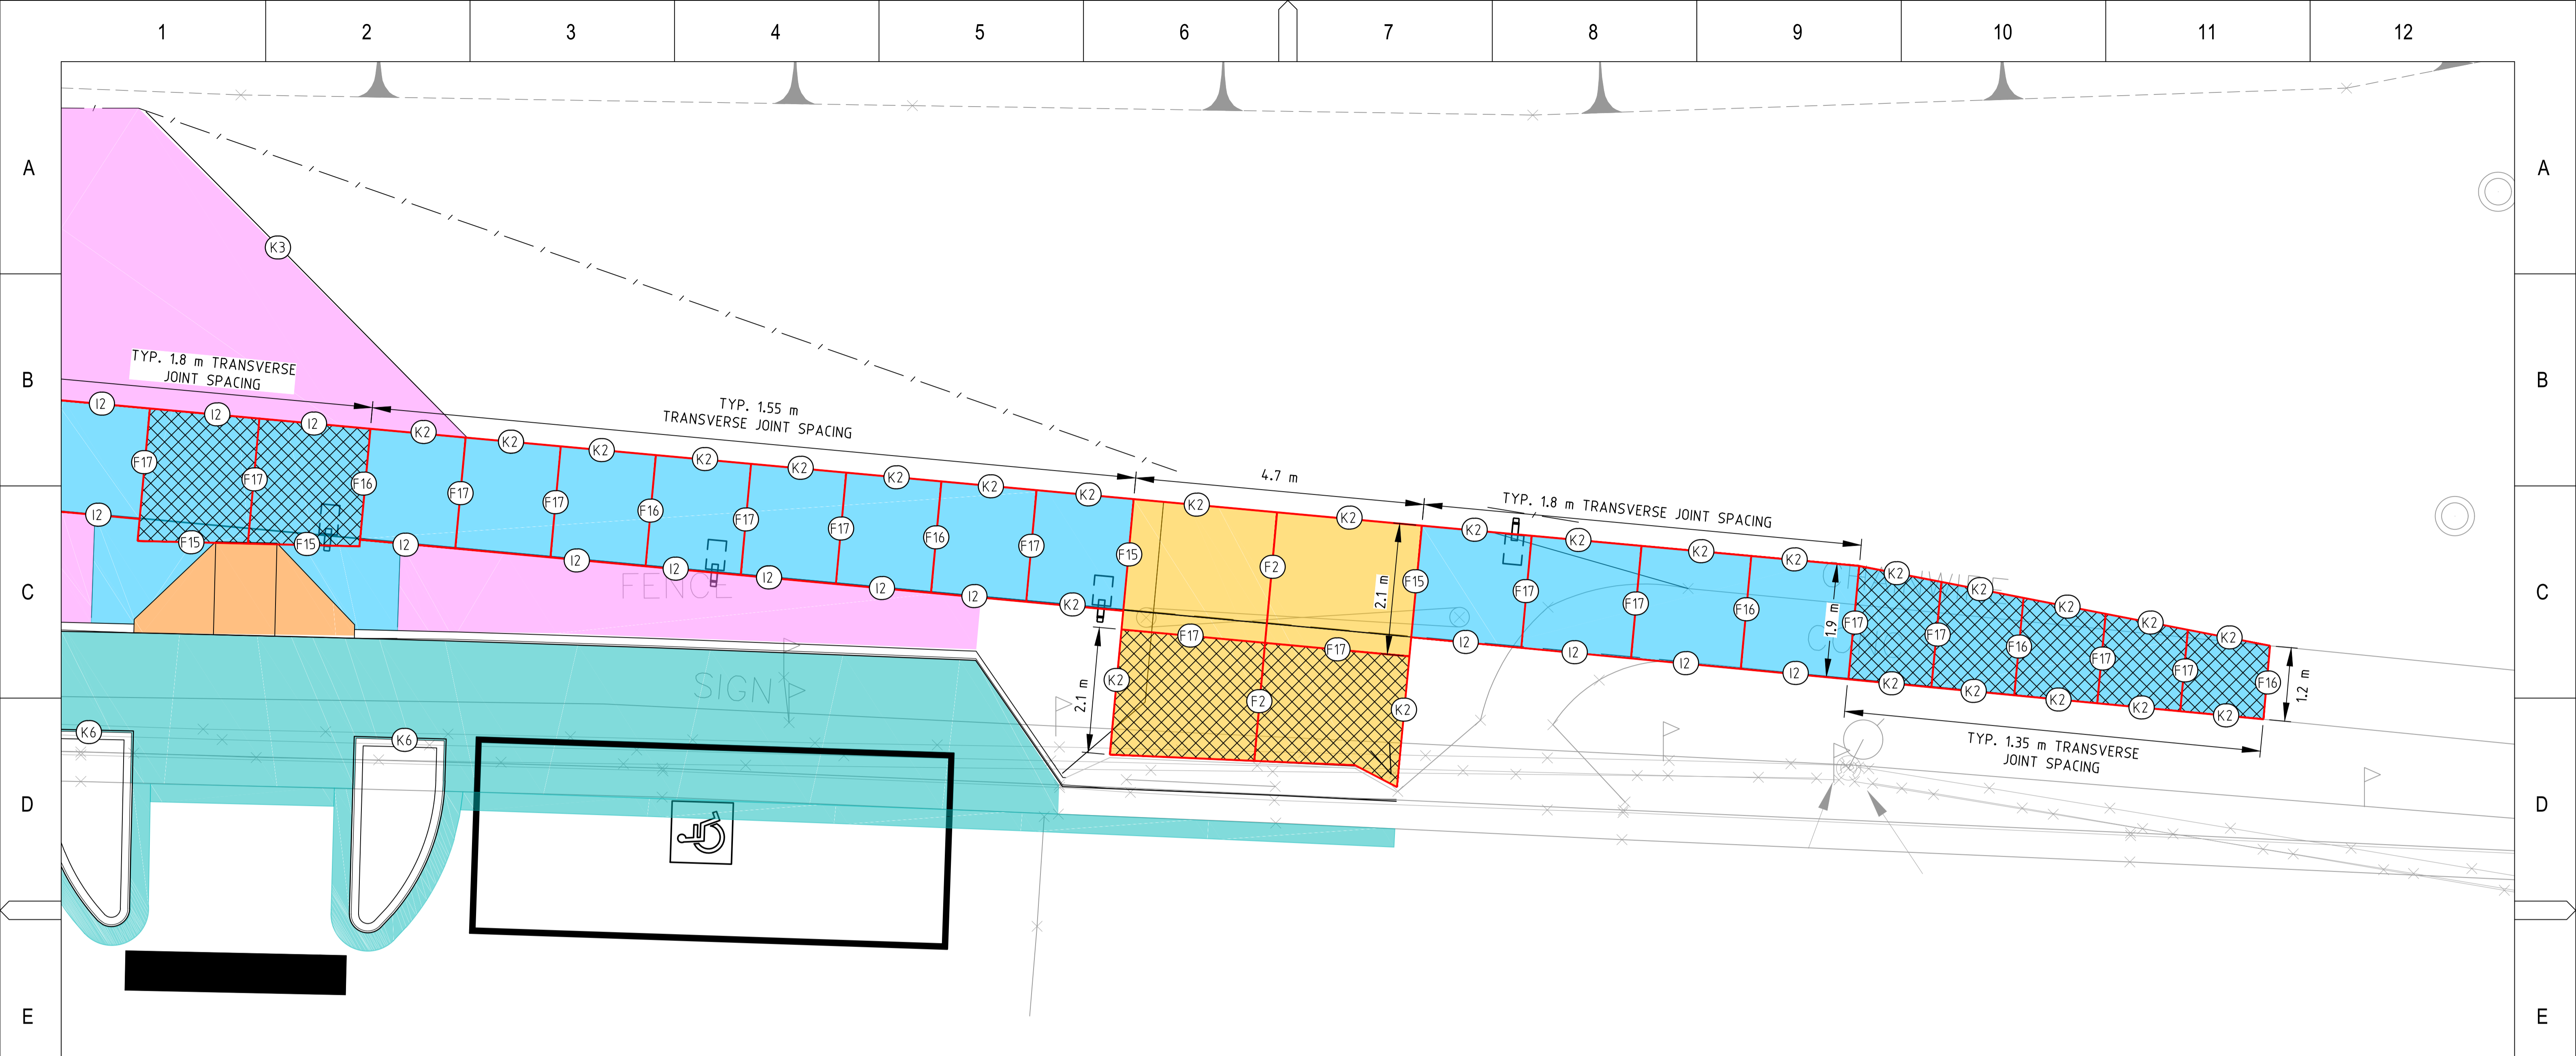 1 2 3 4 5 6 7 8 9 10 11 12
A A
K3
B B
TYP. 1.8 m TRANSVERSE
JOINT SPACING
TYP. 1.55 m
TRANSVERSE JOINT SPACING
4.7 m
TYP. 1.8 m TRANSVERSE JOINT SPACING
I2 I2 I2 K2 K2 K2 K2 K2 K2 K2 K2 K2 K2 K2 K2 K2 K2 K2 K2 K2 K2 K2
F17 F17 F16 F17 F17 F16 F17 F17 F16 F17 F15 F2 F15 F17 F17 F16 F17 F17 F16 F17 F17 F16
2.1 m
1.9 m
1.2 m
C C
I2 F15 F15 I2 I2 K2 I2 I2 I2 K2 F17 F17 I2 I2 I2 I2 K2 K2 K2 K2 K2
FENCE
SIGN
2.1 m
K2 F2 K2
TYP. 1.35 m TRANSVERSE
JOINT SPACING
K6 K6
D D
E E